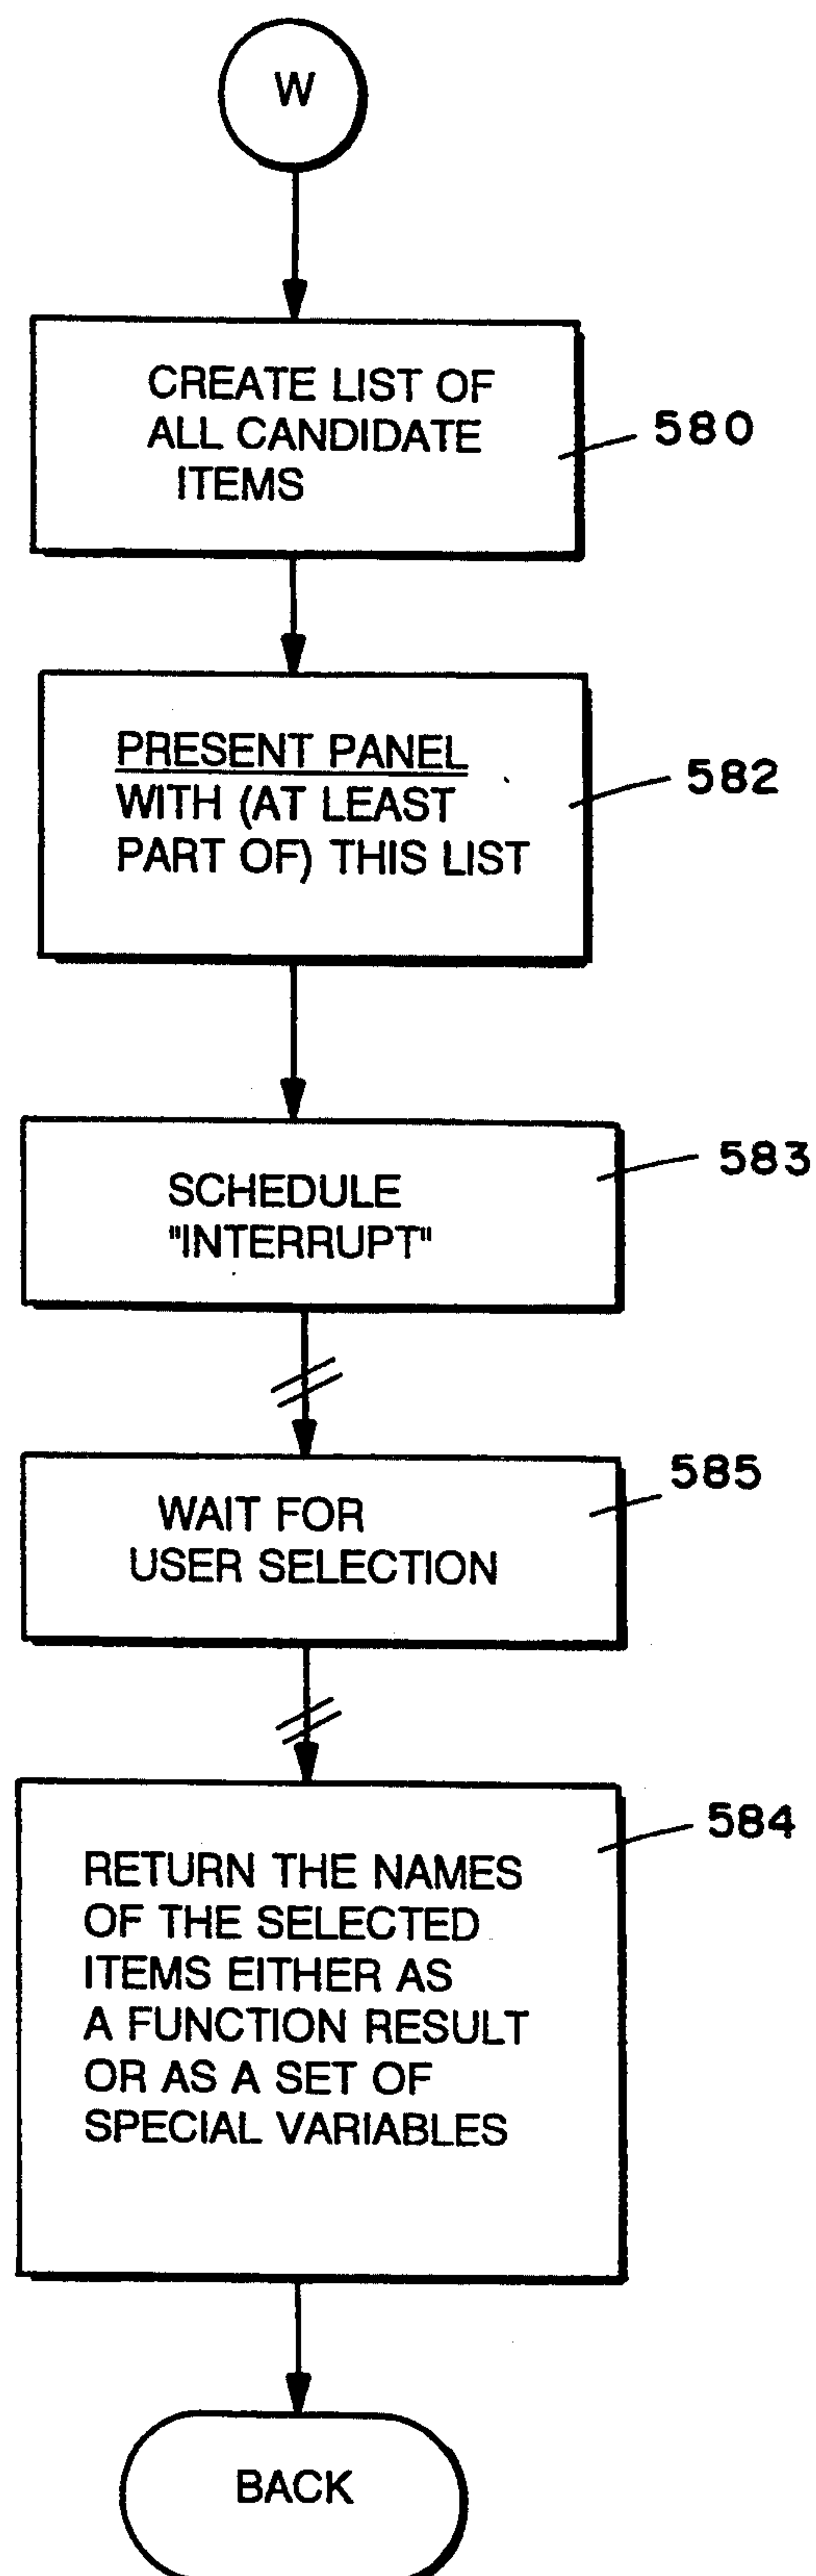 W
CREATE LIST OF
ALL CANDIDATE
ITEMS
580
PRESENT PANEL
WITH (AT LEAST
PART OF) THIS LIST
582
SCHEDULE
"INTERRUPT"
583
WAIT FOR
USER SELECTION
585
RETURN THE NAMES
OF THE SELECTED
ITEMS EITHER AS
A FUNCTION RESULT
OR AS A SET OF
SPECIAL VARIABLES
584
BACK